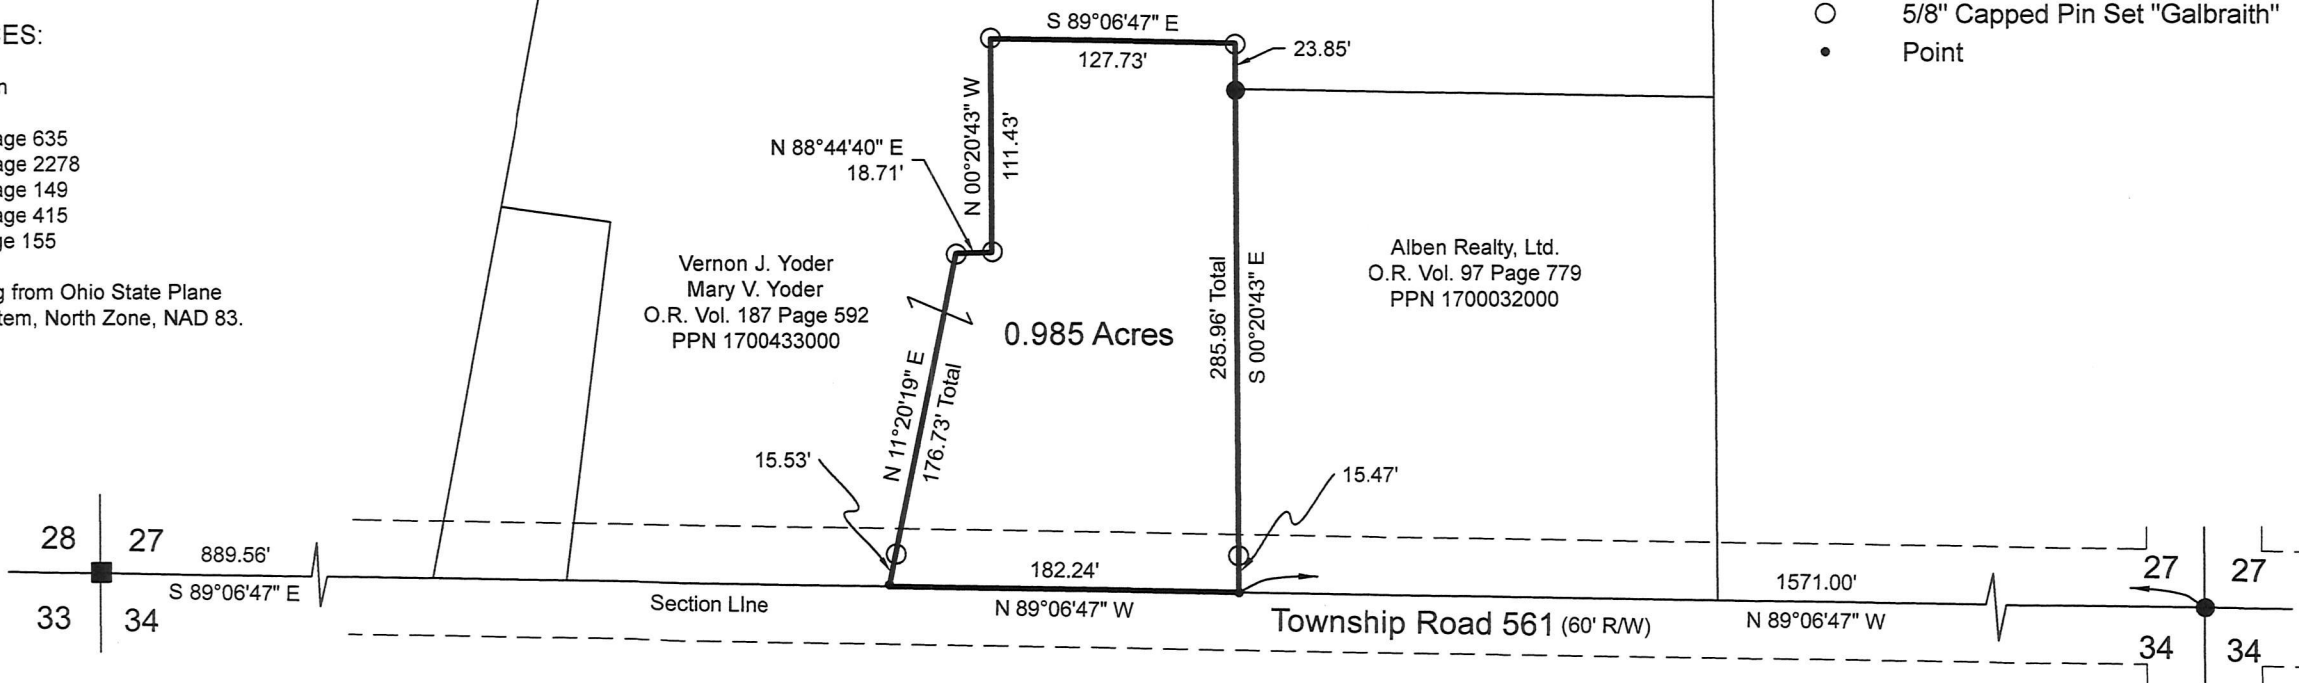 ES:
age 635
age 2278
age 149
age 415
ge 155
g from Ohio State Plane
tem, North Zone, NAD 83.
5/8" Capped Pin Set "Galbraith"
Point
S 89°06'47" E
127.73'
23.85'
N 00°20'43" W
111.43'
N 88°44'40" E
18.71'
Vernon J. Yoder
Mary V. Yoder
O.R. Vol. 187 Page 592
PPN 1700433000
0.985 Acres
285.96' Total
S 00°20'43" E
Alben Realty, Ltd.
O.R. Vol. 97 Page 779
PPN 1700032000
N 11°20'19" E
176.73' Total
15.53'
15.47'
28 27
33 34
889.56'
S 89°06'47" E
Section LIne
182.24'
N 89°06'47" W
Township Road 561 (60' R/W)
1571.00'
N 89°06'47" W
27 27
34 34